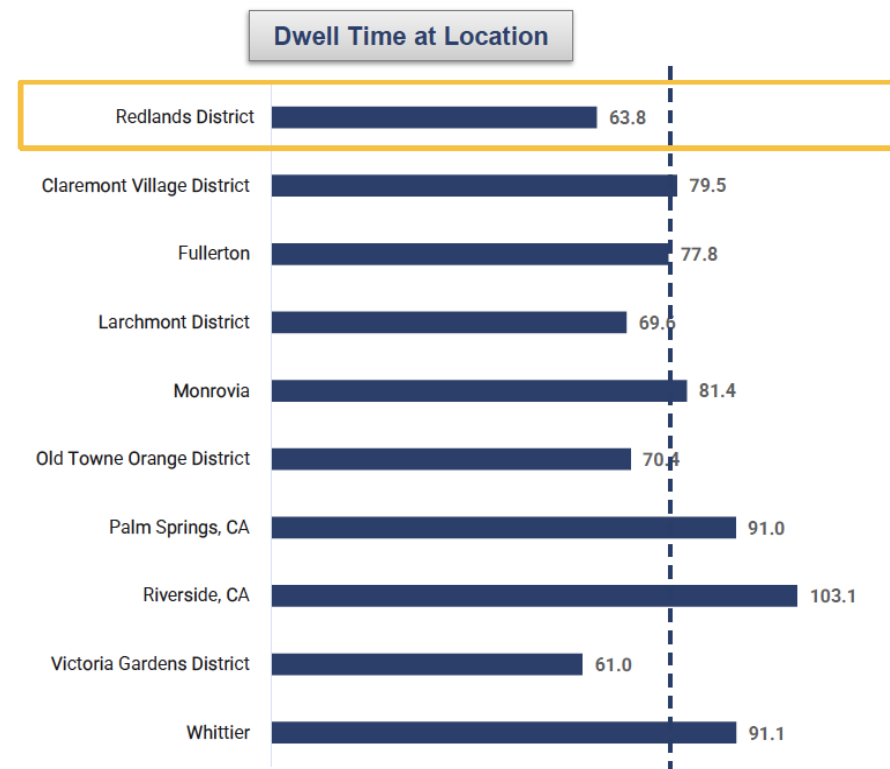 Dwell Time at Location
Redlands District 63.8
Claremont Village District 79.5
Fullerton 77.8
Larchmont District 69.6
Monrovia 81.4
Old Towne Orange District 70.4
Palm Springs, CA 91.0
Riverside, CA 103.1
Victoria Gardens District 61.0
Whittier 91.1